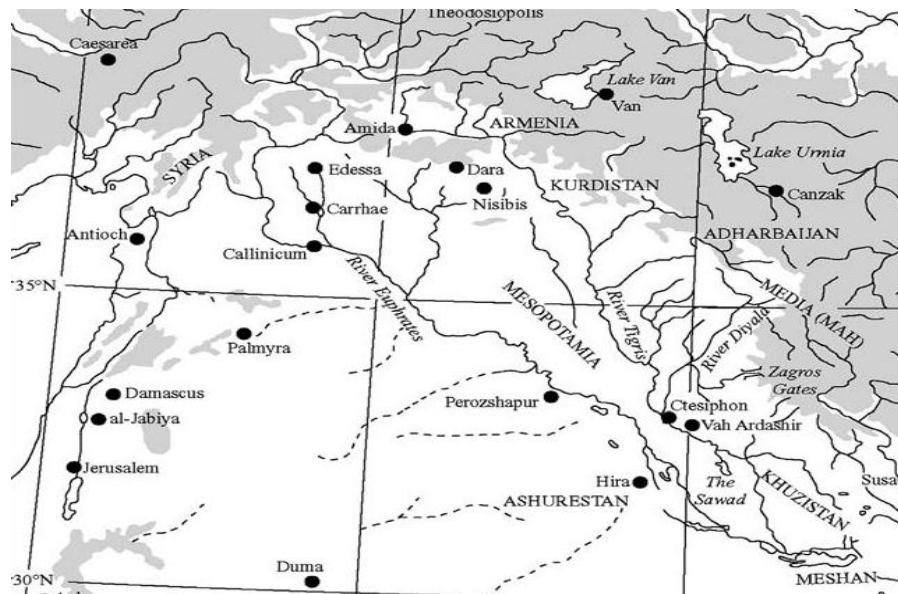 Theodosiopolis
Caesarea
Lake Van
Van
Amida
ARMENIA
SYRIA
Edessa
Dara
Lake Urmia
KURDISTAN
Nisibis
Canzak
Carrhae
Antioch
ADHARBAIJAN
Callinicum
River Euphrates
35°N
MESOPOTAMIA
River Tigris
MEDIA (MAH)
River Diyala
Palmyra
Zagros
Gates
Damascus
Perozshapur
Ctesiphon
al-Jabiya
Vah Ardashir
Jerusalem
Hira
The
Sawad
KHUZISTAN
Susa
ASHURESTAN
Duma
30°N
MESHAN